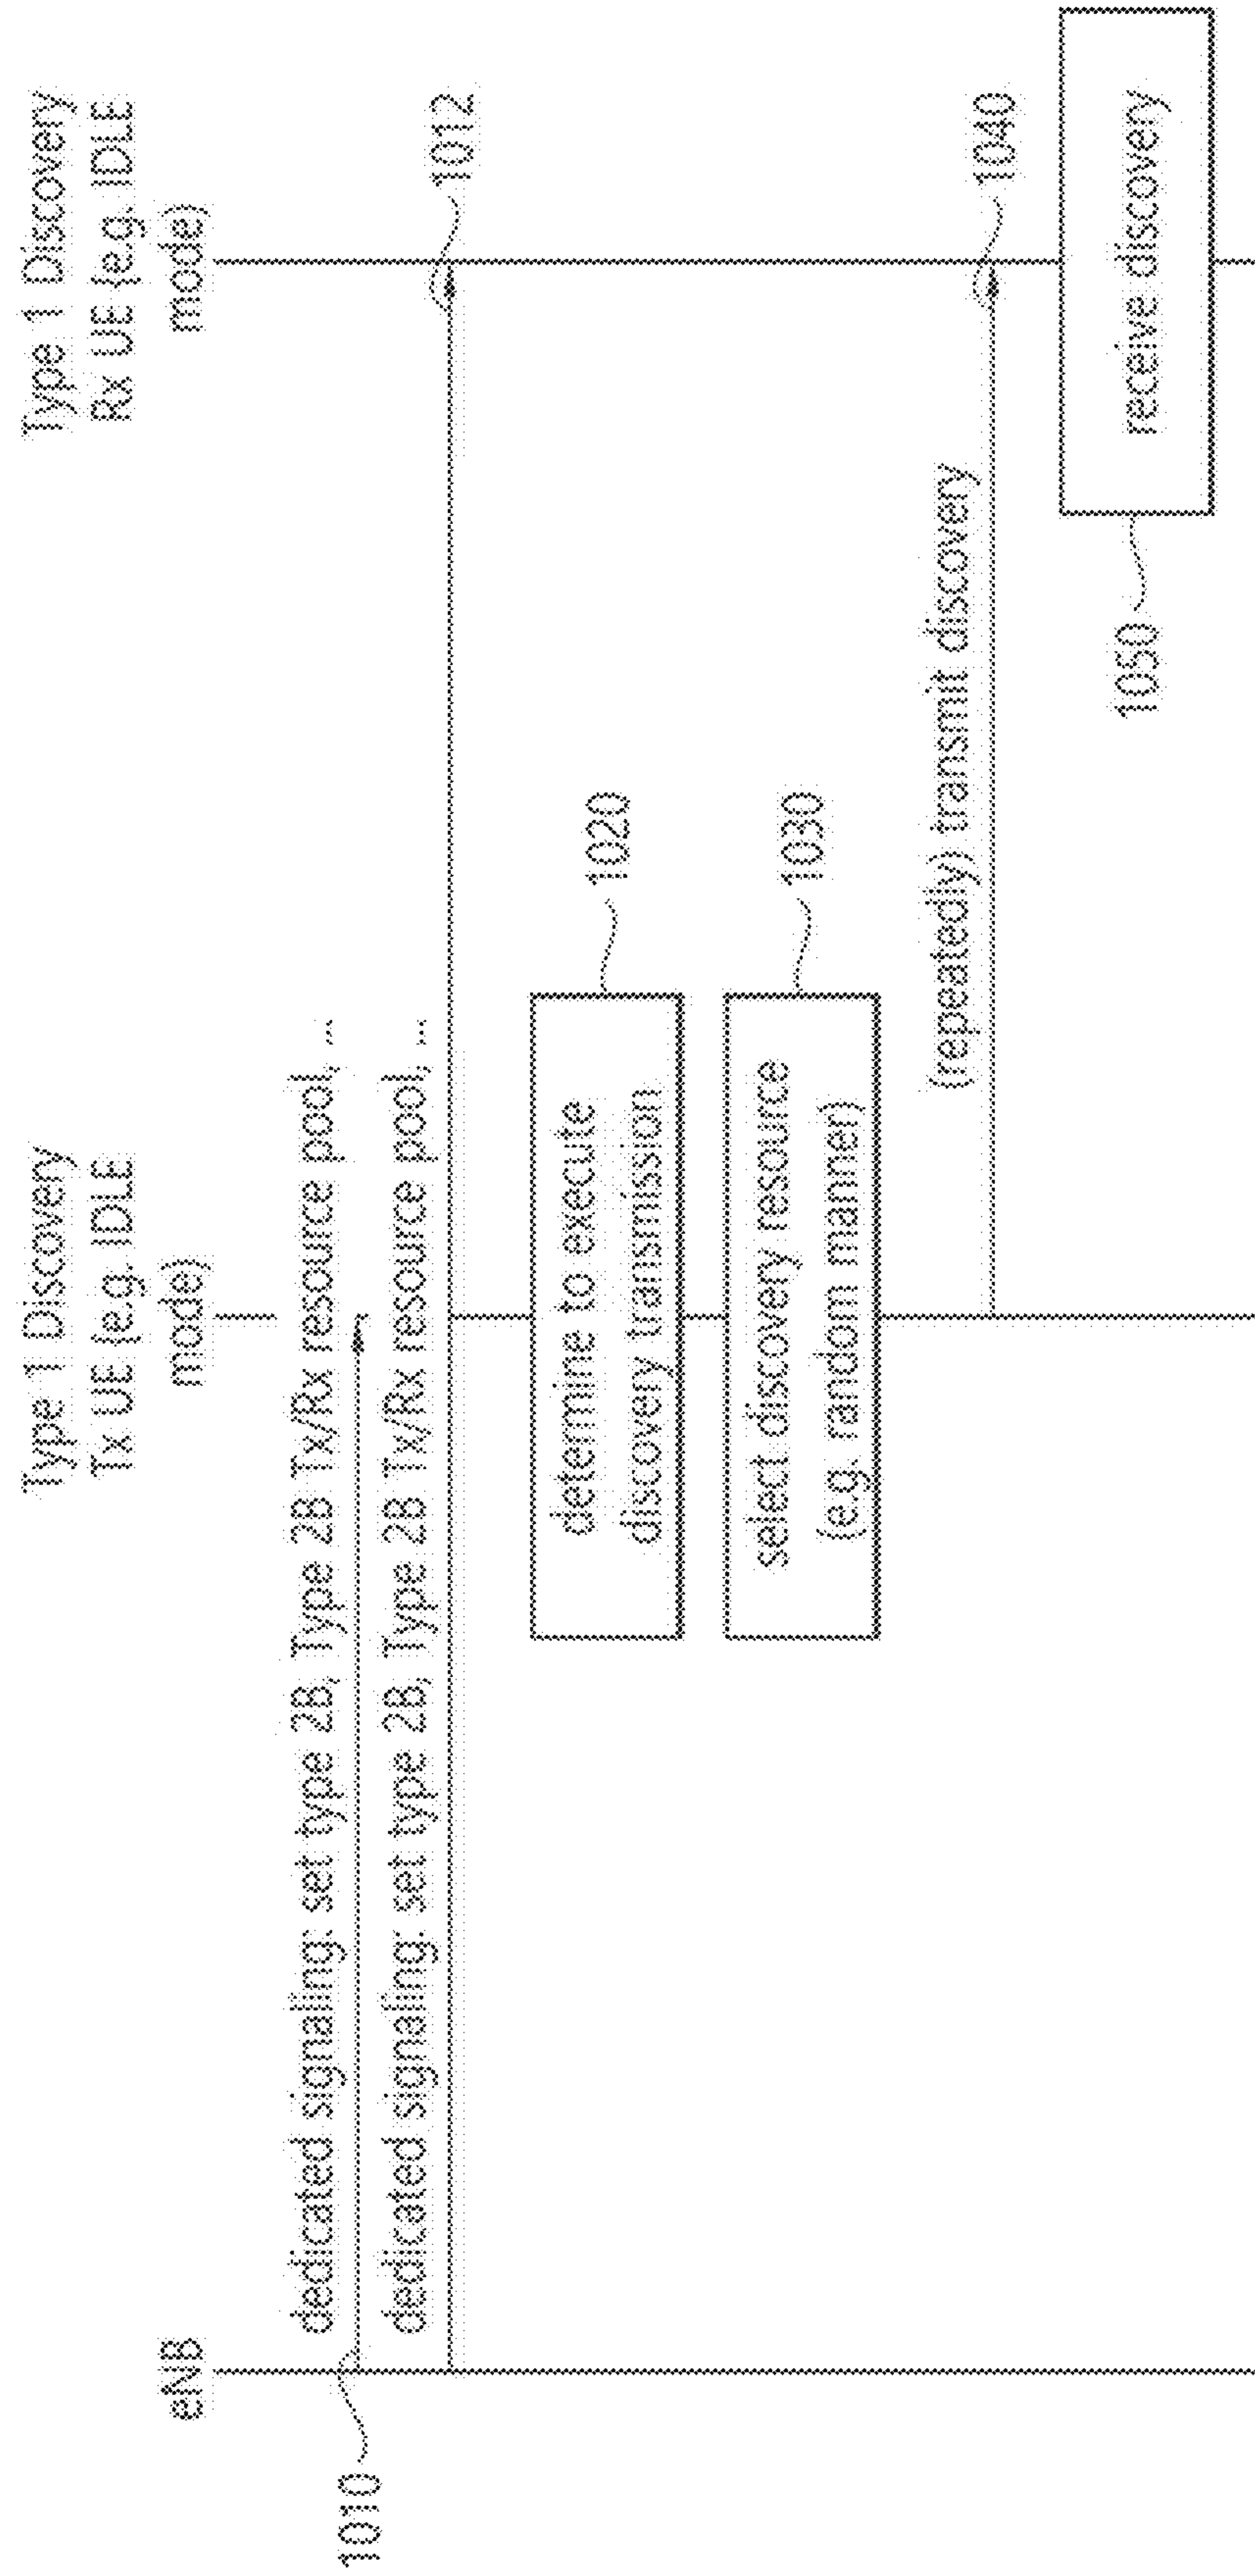 eNB
Type 1 Discovery
Tx UE (e.g. IDLE
mode)
Type 1 Discovery
Rx UE (e.g. IDLE
mode)
dedicated signaling: set type 2B, Type 2B Tx/Rx resource pool, ...
1010
dedicated signaling: set type 2B, Type 2B Tx/Rx resource pool, ...
1012
determine to execute
discovery transmission
1020
select discovery resource
(e.g. random manner)
1030
(repeatedly) transmit discovery
1040
receive discovery
1050